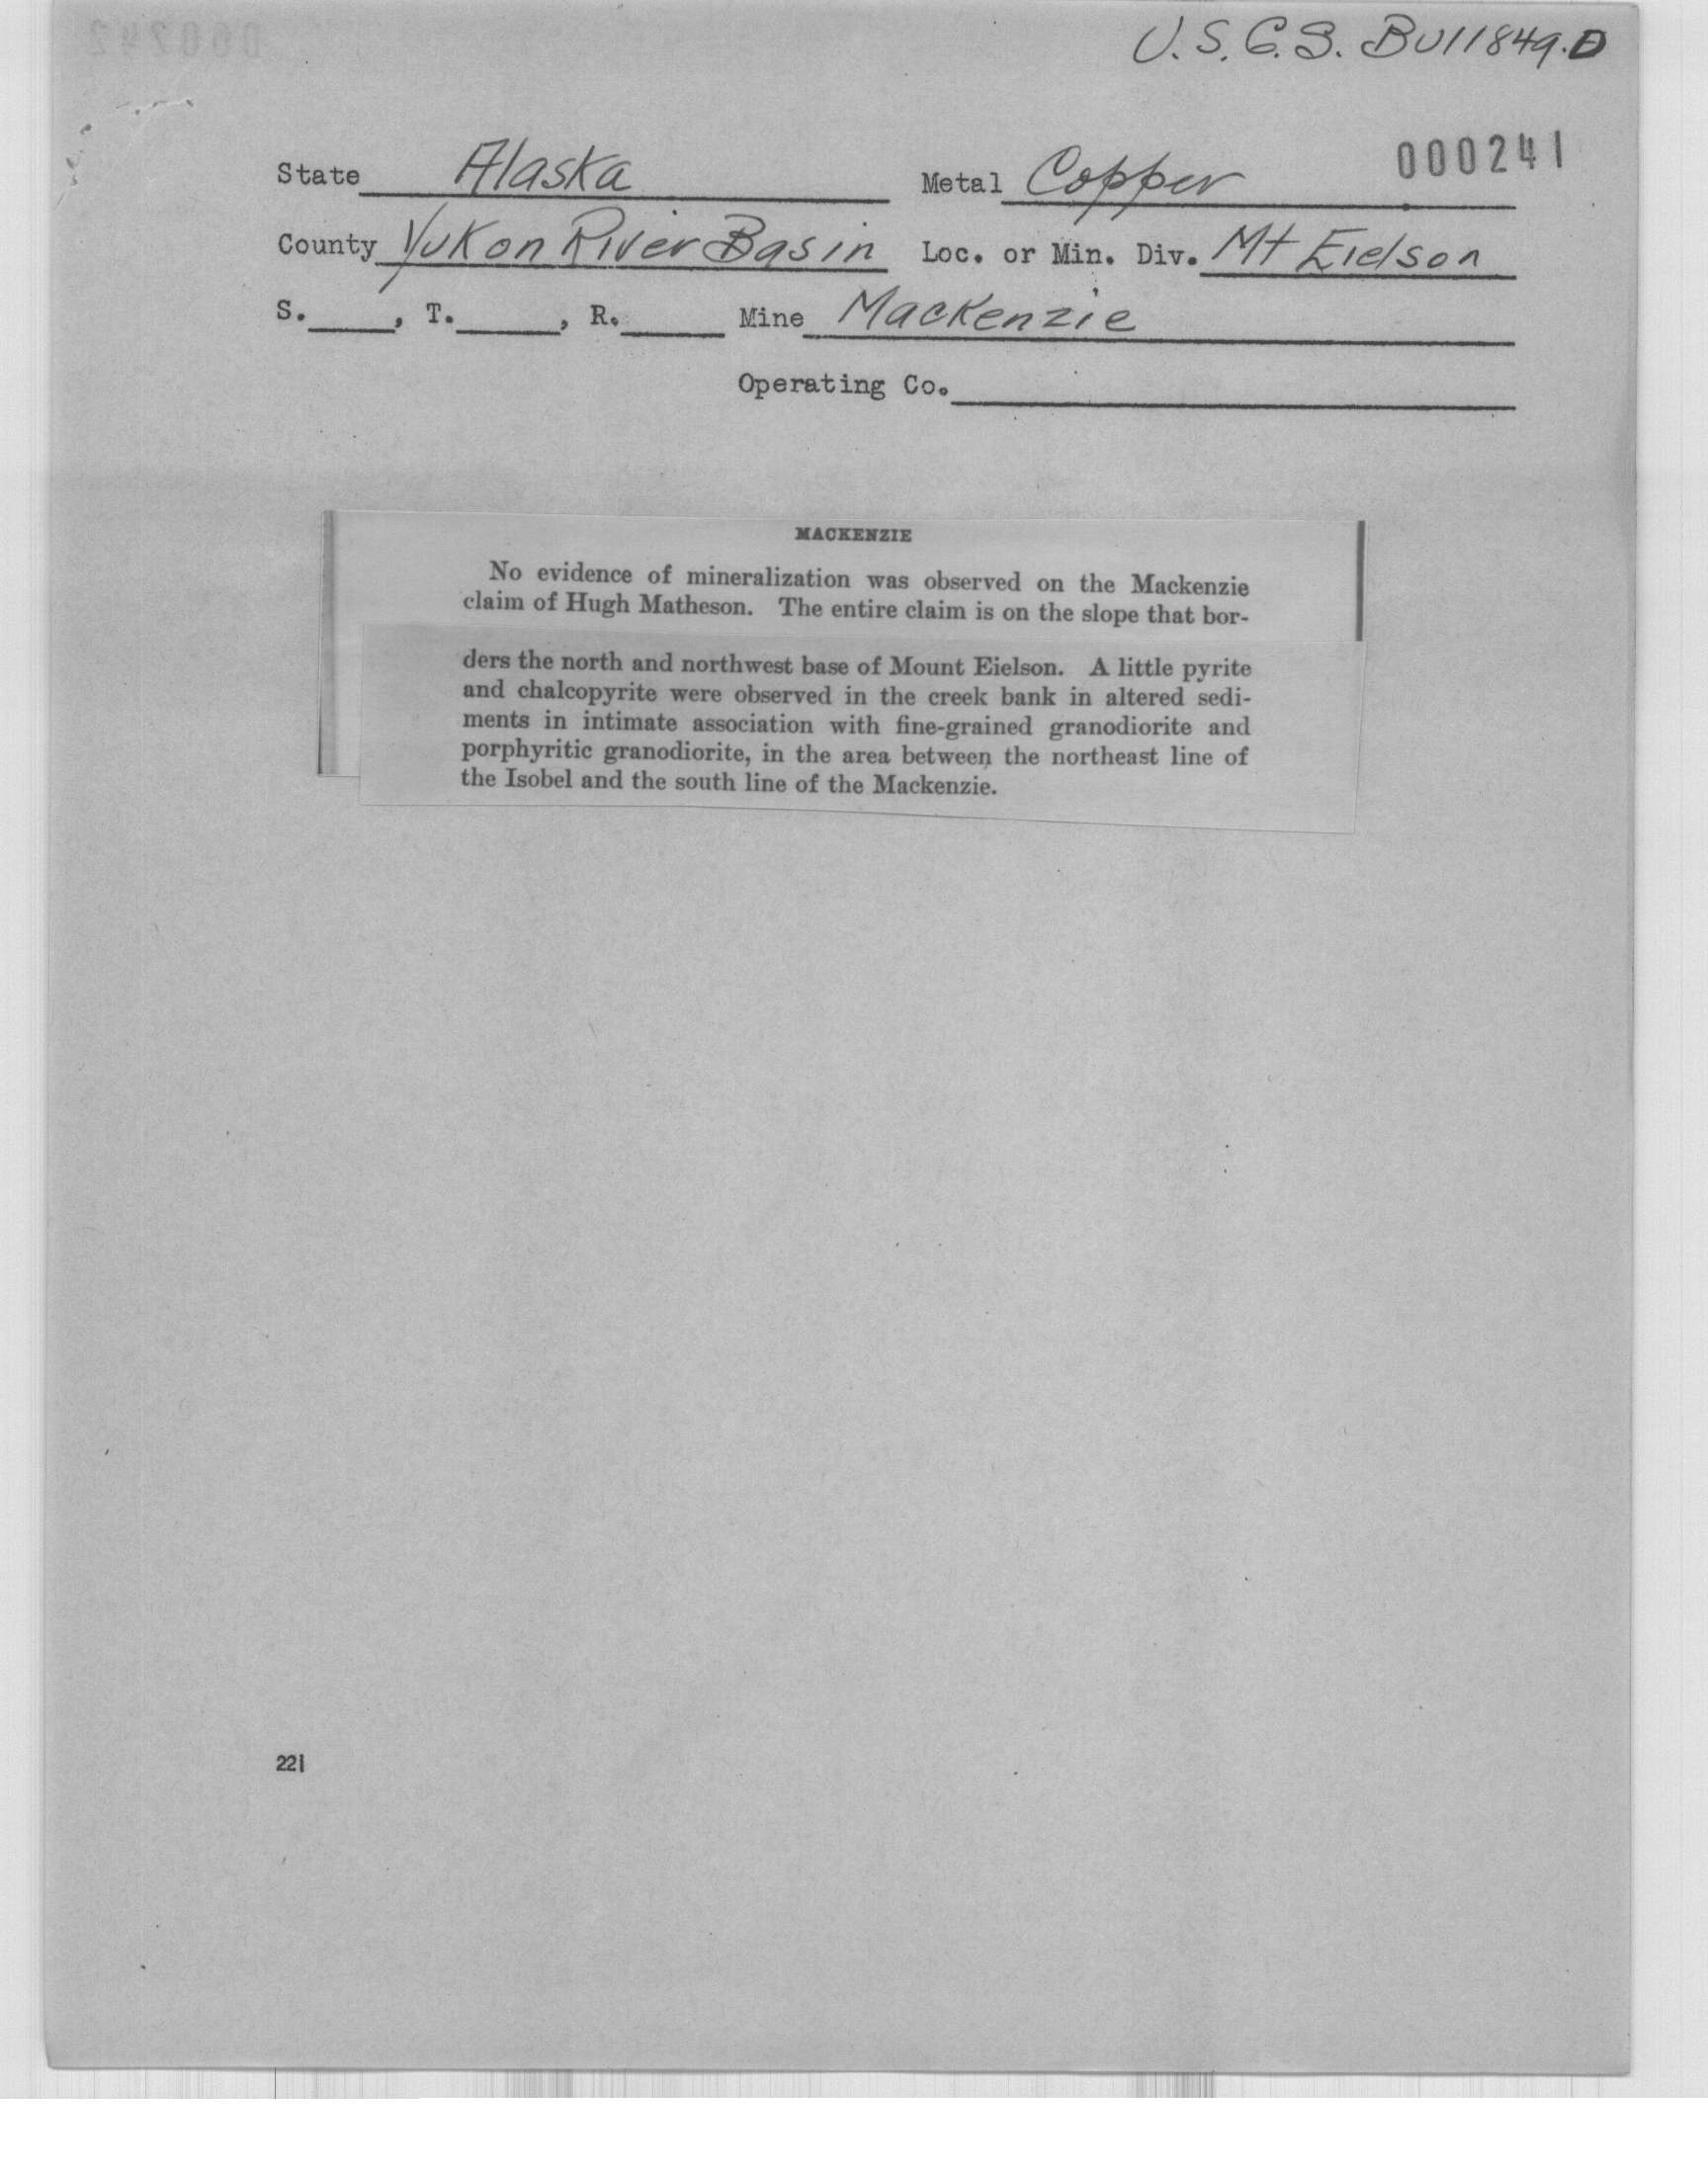 U.S.G.S. Bull 849.D
000241
State Alaska Metal Copper
County Yukon River Basin Loc. or Min. Div. Mt Eielson
S. , T. , R. Mine Mackenzie
Operating Co.
MACKENZIE
No evidence of mineralization was observed on the Mackenzie
claim of Hugh Matheson. The entire claim is on the slope that bor-
ders the north and northwest base of Mount Eielson. A little pyrite
and chalcopyrite were observed in the creek bank in altered sedi-
ments in intimate association with fine-grained granodiorite and
porphyritic granodiorite, in the area between the northeast line of
the Isobel and the south line of the Mackenzie.
221